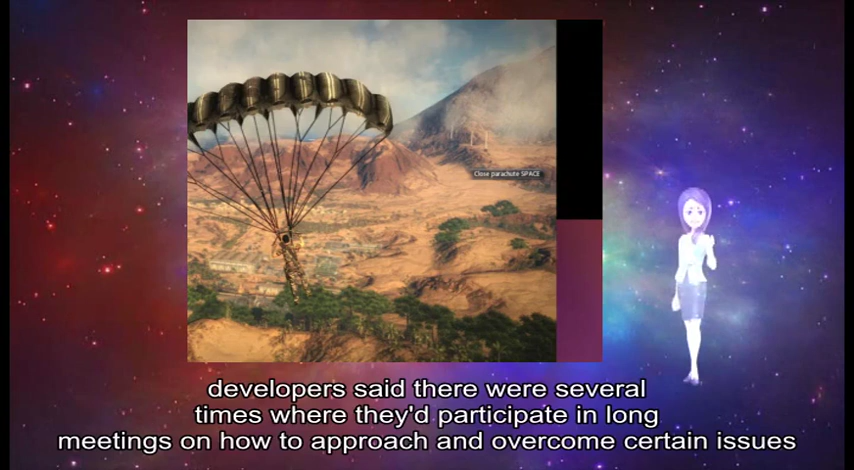 Close parachute SPACE
developers said there were several
times where they'd participate in long
meetings on how to approach and overcome certain issues